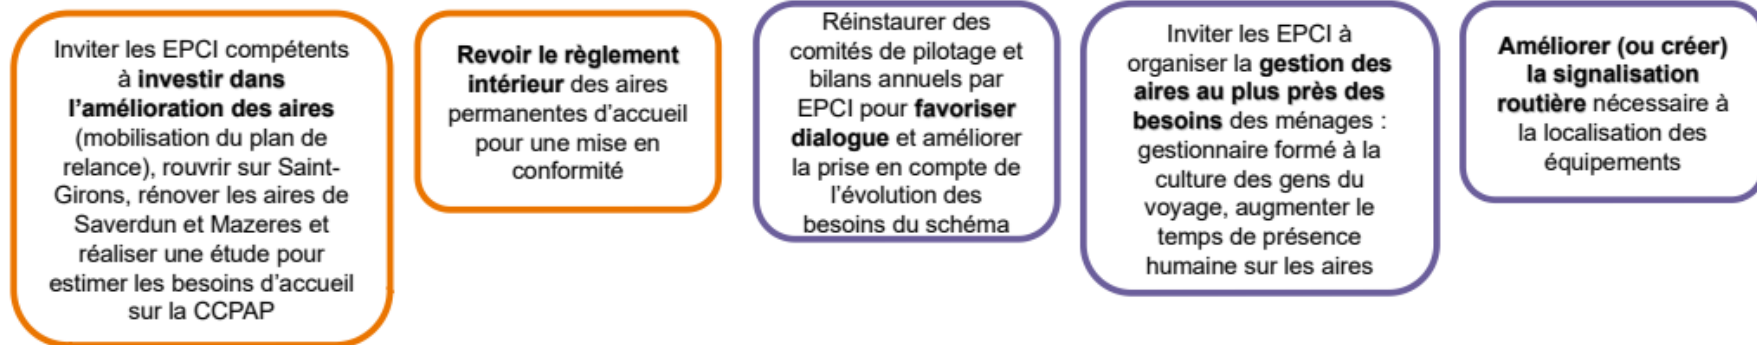 Inviter les EPCI compétents
à investir dans
l’amélioration des aires
(mobilisation du plan de
relance), rouvrir sur Saint-
Girons, rénover les aires de
Saverdun et Mazeres et
réaliser une étude pour
estimer les besoins d’accueil
sur la CCPAP
Revoir le règlement
intérieur des aires
permanentes d’accueil
pour une mise en
conformité
Réinstaurer des
comités de pilotage et
bilans annuels par
EPCI pour favoriser
dialogue et améliorer
la prise en compte de
l’évolution des
besoins du schéma
Inviter les EPCI à
organiser la gestion des
aires au plus près des
besoins des ménages :
gestionnaire formé à la
culture des gens du
voyage, augmenter le
temps de présence
humaine sur les aires
Améliorer (ou créer)
la signalisation
routière nécessaire à
la localisation des
équipements